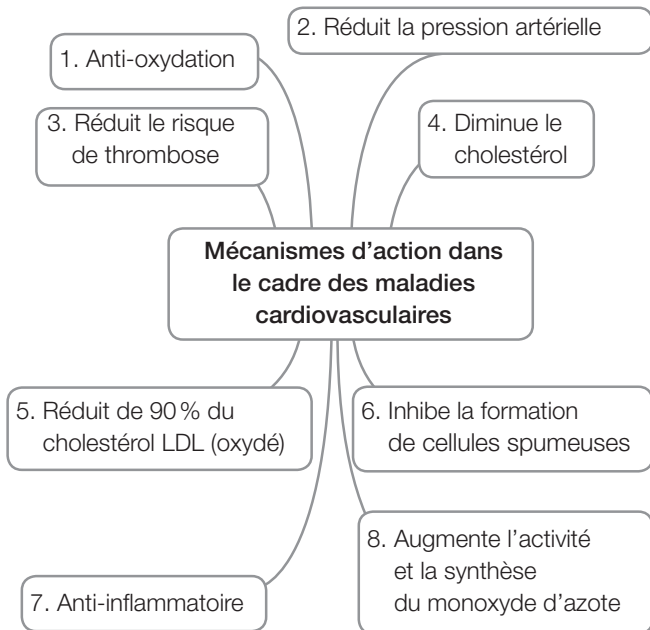 2. Réduit la pression artérielle
1. Anti-oxydation
3. Réduit le risque
de thrombose
4. Diminue le
cholestérol
Mécanismes d’action dans
le cadre des maladies
cardiovasculaires
5. Réduit de 90 % du
cholestérol LDL (oxydé)
6. Inhibe la formation
de cellules spumeuses
7. Anti-inflammatoire
8. Augmente l’activité
et la synthèse
du monoxyde d’azote